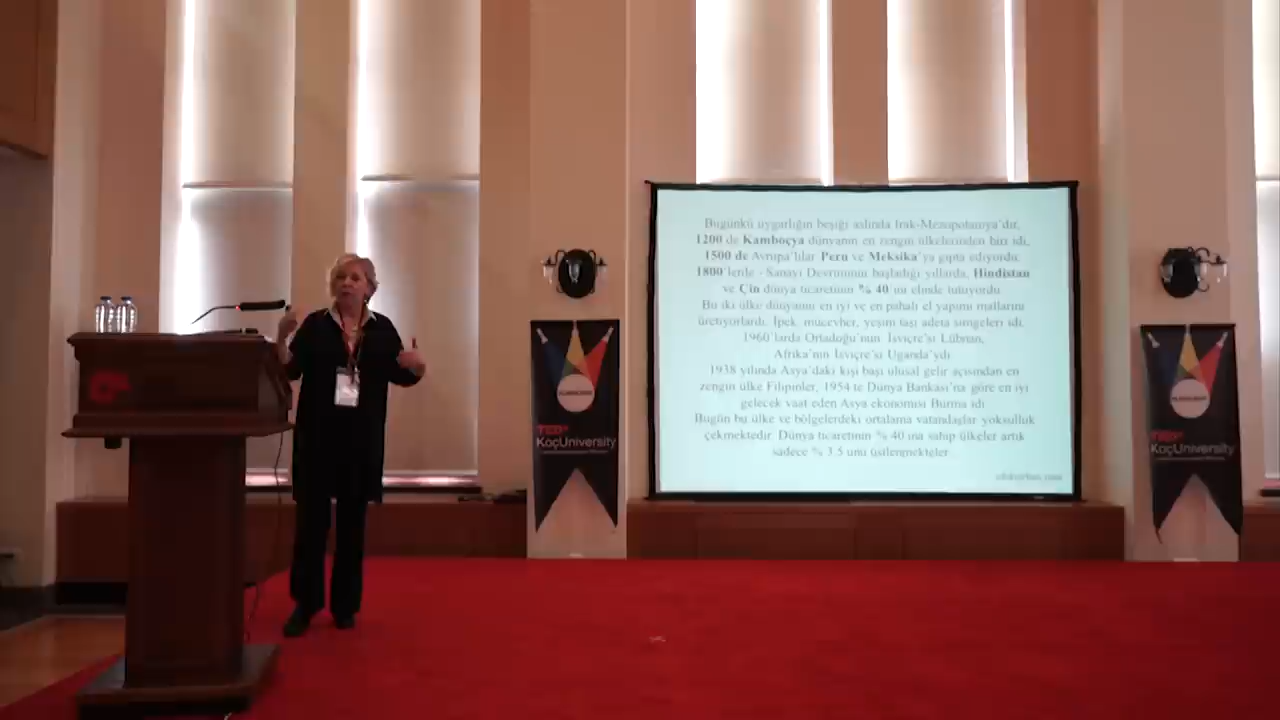 Bugünkü uygarlığın beşiği aslında Irak-Mezapotamya'dır.
1200 de Kamboçya dünyanın en zengin ülkelerinden biri idi,
1500 de Avrupa'lılar Peru ve Meksika'ya gıpta ediyordu.
1800'lerde - Sanayi Devriminin başladığı yıllarda, Hindistan
ve Çin dünya ticaretinin % 40 'ını elinde tutuyordu.
Bu iki ülke dünyanın en iyi ve en pahalı el yapımı mallarını
üretiyorlardı. İpek, mücevher, yeşim taşı adeta simgeleri idi.
1960'larda Ortadoğu'nun İsviçre'si Lübnan,
Afrika'nın İsviçre'si Uganda'ydı
1938 yılında Asya'daki kişi başı ulusal gelir açısından en
zengin ülke Filipinler, 1954'te Dünya Bankası'na göre en iyi
gelecek vaat eden Asya ekonomisi Burma idi
Bugün bu ülke ve bölgelerdeki ortalama vatandaşlar yoksulluk
çekmektedir. Dünya ticaretinin % 40 ına sahip ülkeler artık
sadece % 3.5 unu üstlenmekteler.
TEDx
KoçUniversity
TEDx
KoçUniversity